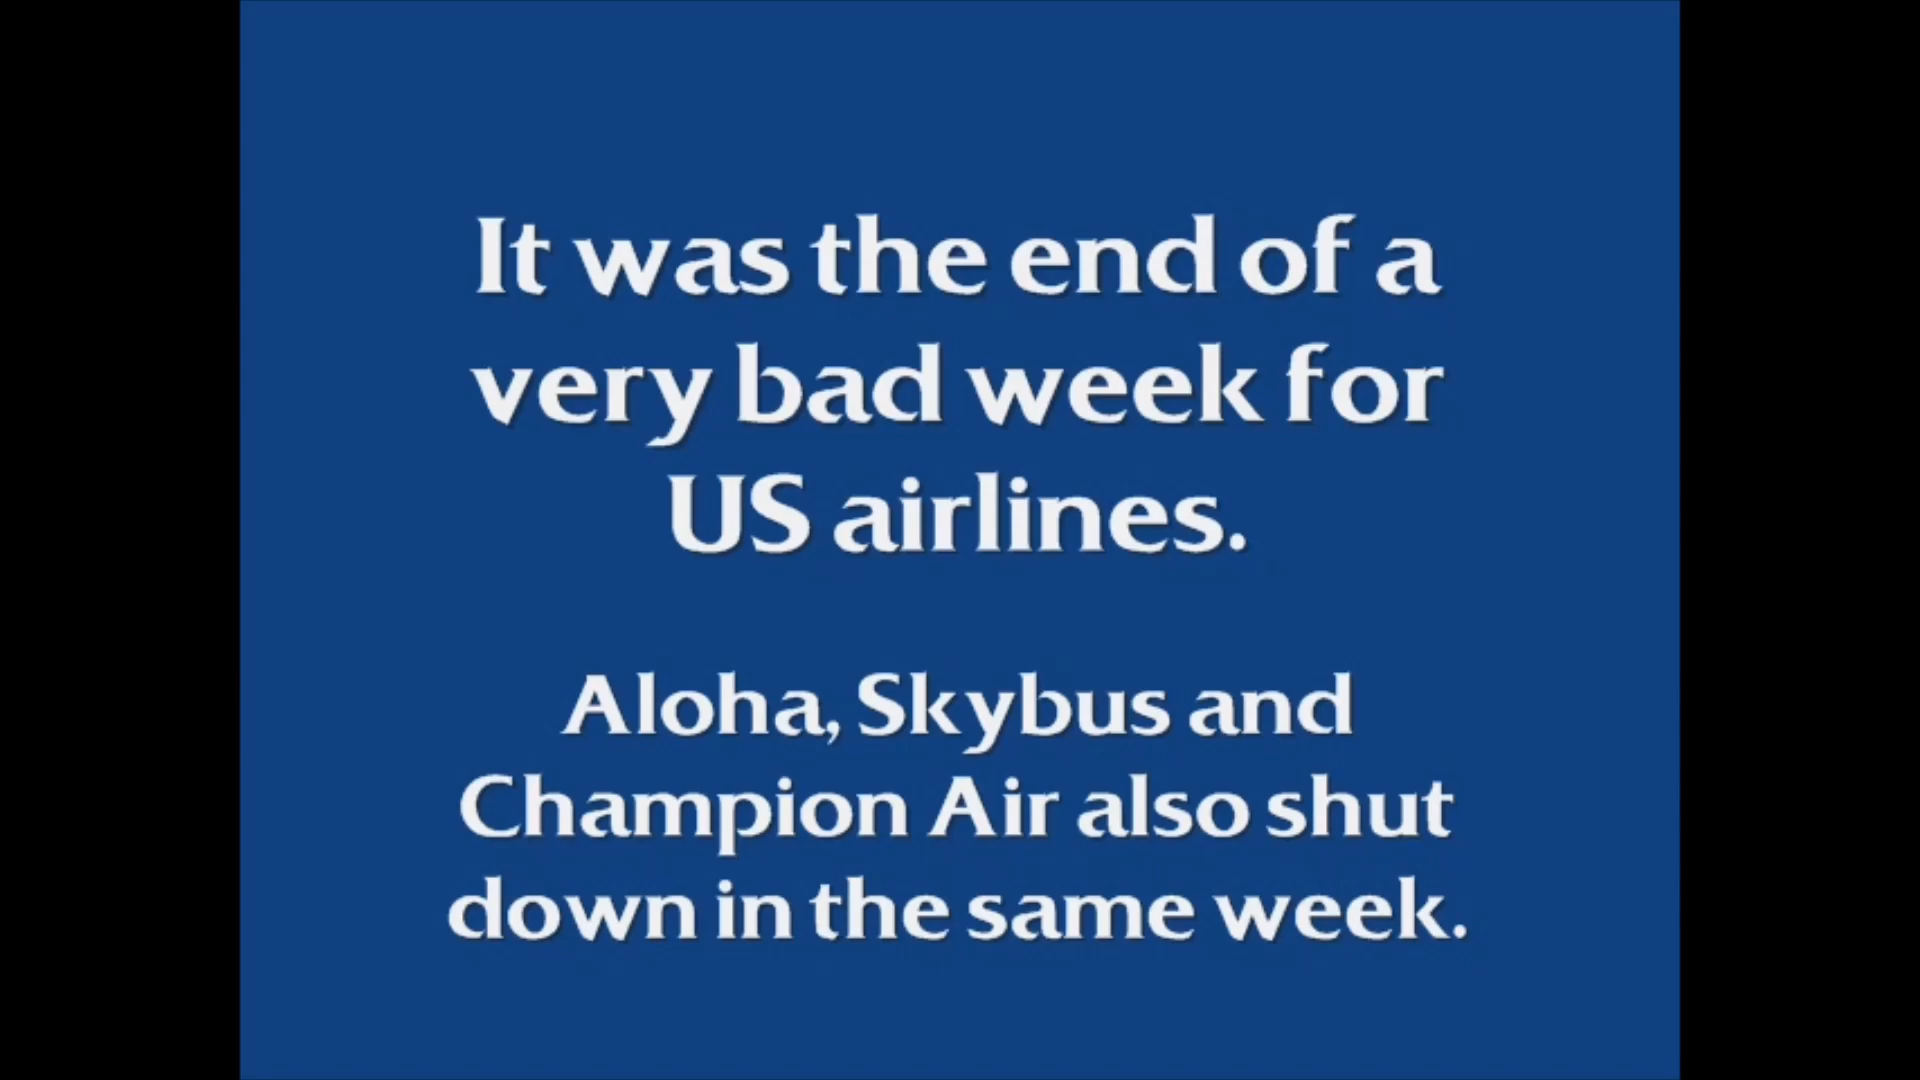 It was the end of a
very bad week for
US airlines.
Aloha, Skybus and
Champion Air also shut
down in the same week.